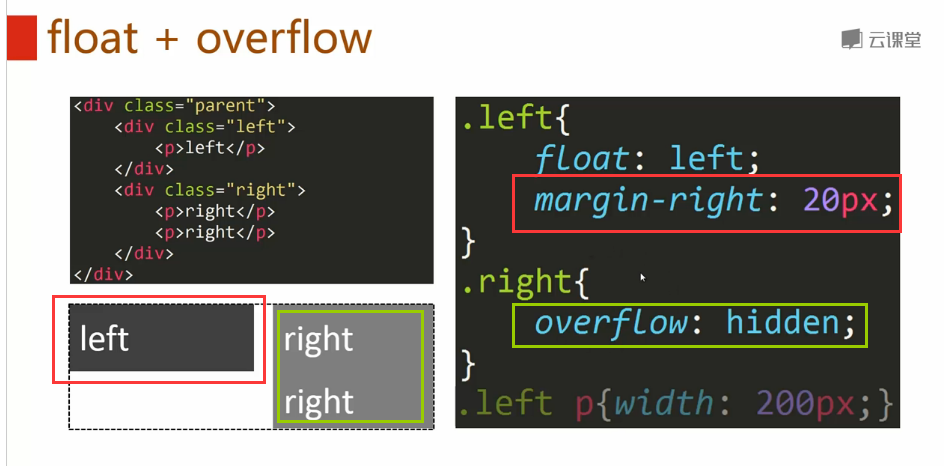 float + overflow
云课堂
<div class="parent">
    <div class="left">
        <p>left</p>
    </div>
    <div class="right">
        <p>right</p>
        <p>right</p>
    </div>
</div>
left
right
right
.left{
    float: left;
    margin-right: 20px;
}
.right{
    overflow: hidden;
}
.left p{width: 200px;}